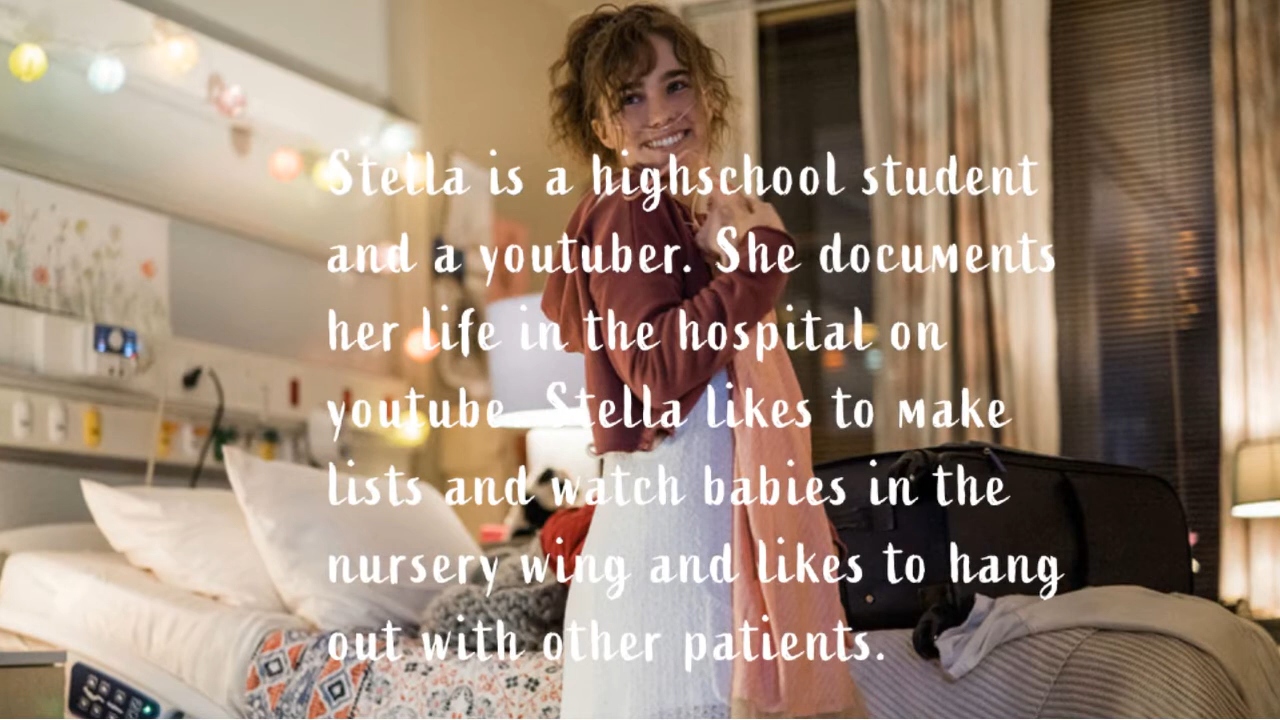 Stella is a highschool student
and a youtuber. She documents
her life in the hospital on
youtube. Stella likes to make
lists and watch babies in the
nursery wing and likes to hang
out with other patients.